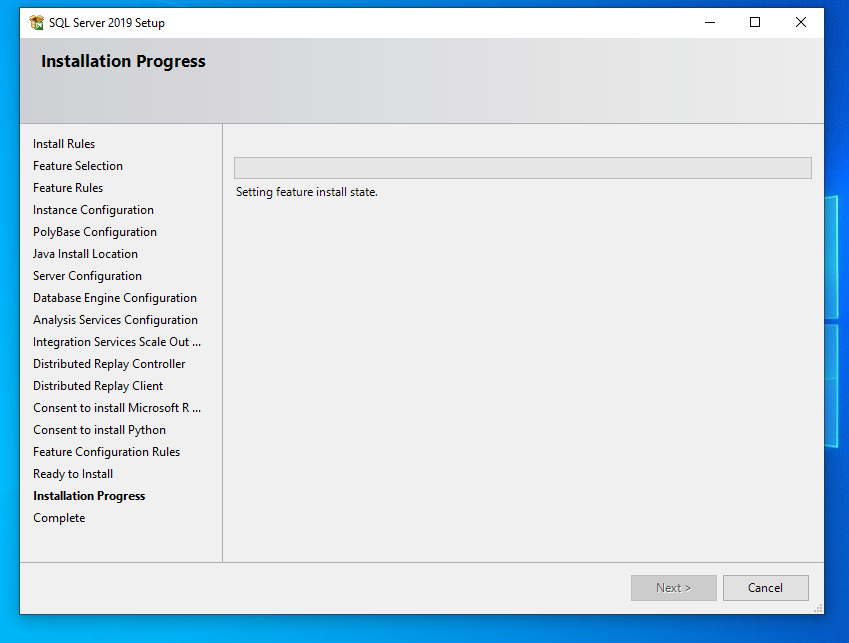 SQL Server 2019 Setup
Installation Progress
Install Rules
Feature Selection
Feature Rules
Instance Configuration
PolyBase Configuration
Java Install Location
Server Configuration
Database Engine Configuration
Analysis Services Configuration
Integration Services Scale Out ...
Distributed Replay Controller
Distributed Replay Client
Consent to install Microsoft R ...
Consent to install Python
Feature Configuration Rules
Ready to Install
Installation Progress
Complete
Setting feature install state.
Next >
Cancel